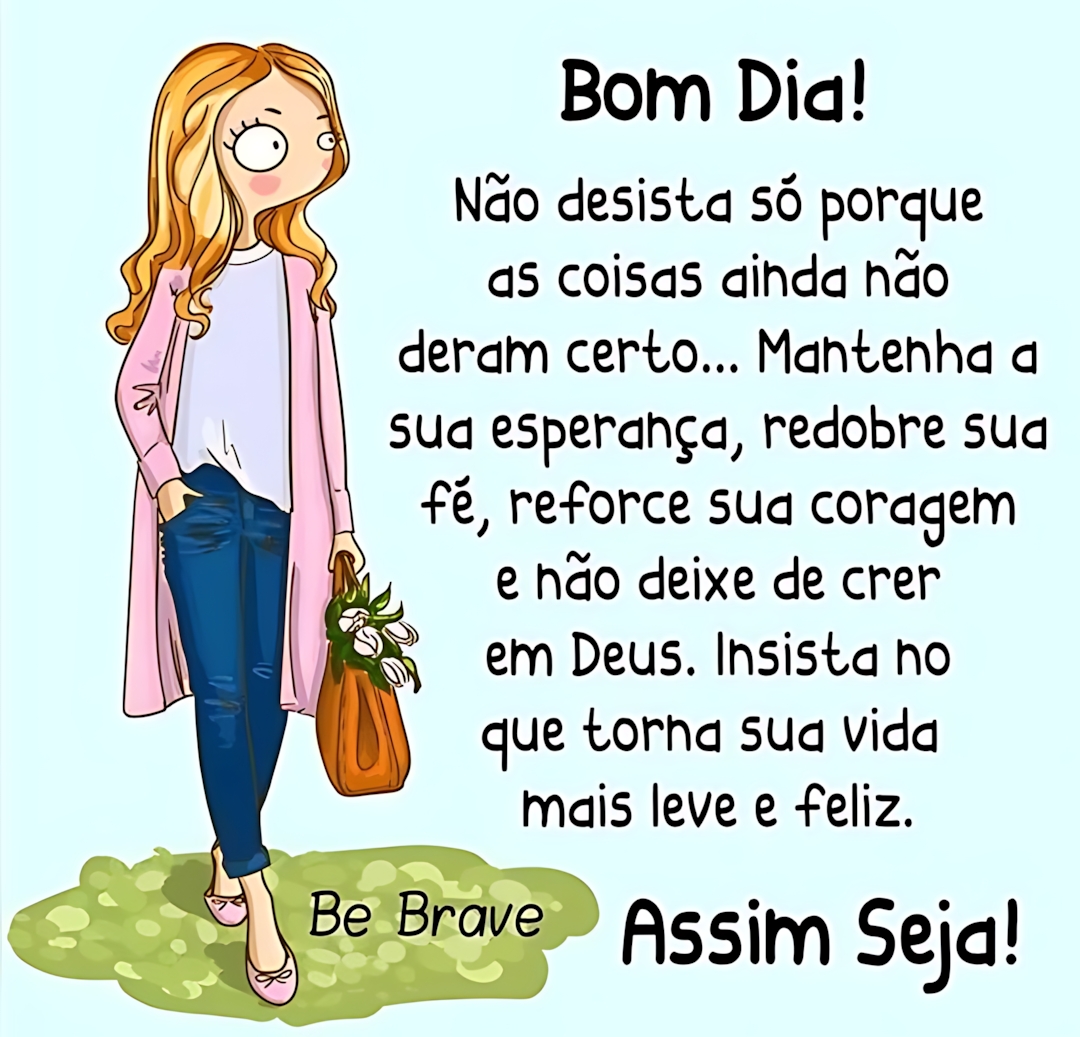 Bom Dia!
Não desista só porque
as coisas ainda não
deram certo... Mantenha a
sua esperança, redobre sua
fé, reforce sua coragem
e não deixe de crer
em Deus. Insista no
que torna sua vida
mais leve e feliz.
Be Brave
Assim Seja!